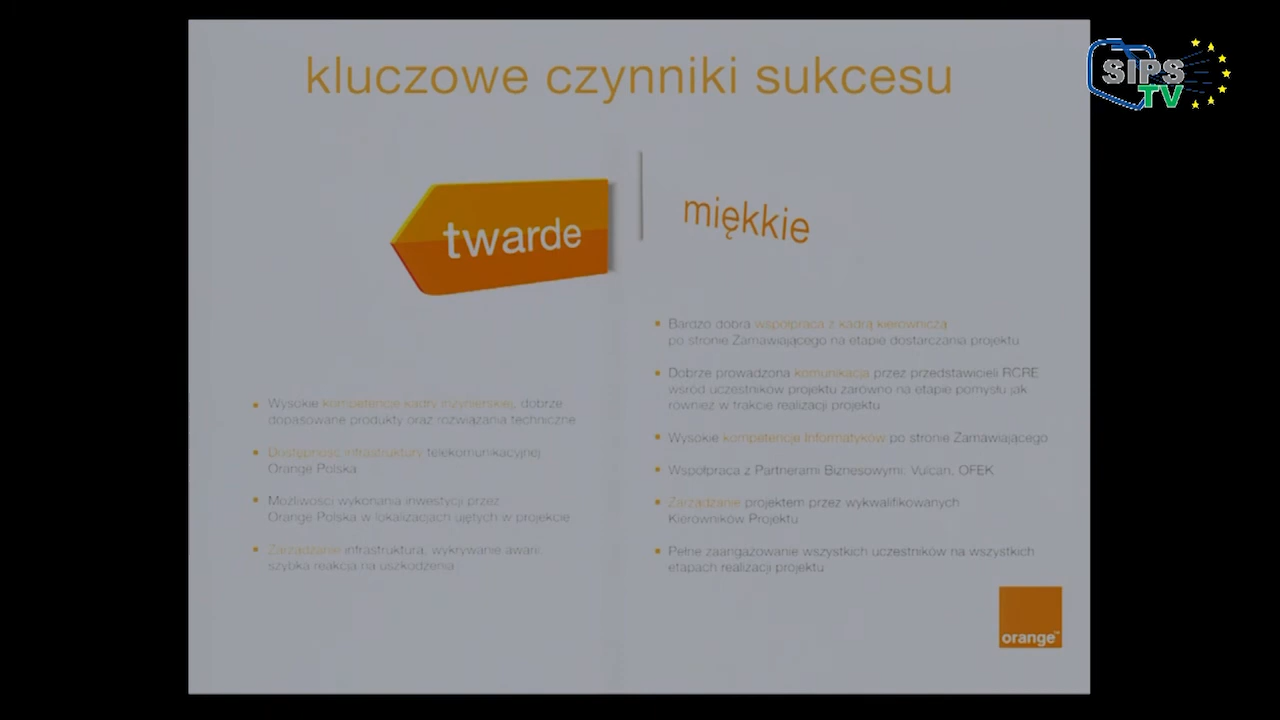 kluczowe czynniki sukcesu
SIPS
TV
twarde
miękkie
Wysokie kompetencje kadry inżynierskiej, dobrze
dopasowane produkty oraz rozwiązania techniczne
Dostępność infrastruktury telekomunikacyjnej
Orange Polska
Możliwości wykonania inwestycji przez
Orange Polska w lokalizacjach ujętych w projekcie
Zarządzanie infrastrukturą, wykrywanie awarii,
szybka reakcja na uszkodzenia
Bardzo dobra współpraca z kadrą kierowniczą
po stronie Zamawiającego na etapie dostarczania projektu
Dobrze prowadzona komunikacja przez przedstawicieli RCRE
wśród uczestników projektu zarówno na etapie pomysłu jak
również w trakcie realizacji projektu
Wysokie kompetencje Informatyków po stronie Zamawiającego
Współpraca z Partnerami Biznesowymi: Vulcan, OFEK
Zarządzanie projektem przez wykwalifikowanych
Kierowników Projektu
Pełne zaangażowanie wszystkich uczestników na wszystkich
etapach realizacji projektu
orange™